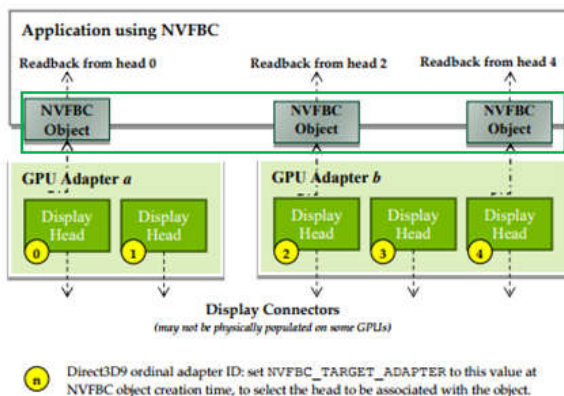 Application using NVFBC
Readback from head 0
Readback from head 2
Readback from head 4
NVFBC
Object
NVFBC
Object
NVFBC
Object
GPU Adapter a
GPU Adapter b
Display
Head
Display
Head
Display
Head
Display
Head
Display
Head
0
1
2
3
4
Display Connectors
(may not be physically populated on some GPUs)
n
Direct3D9 ordinal adapter ID: set NVFBC_TARGET_ADAPTER to this value at
NVFBC object creation time, to select the head to be associated with the object.